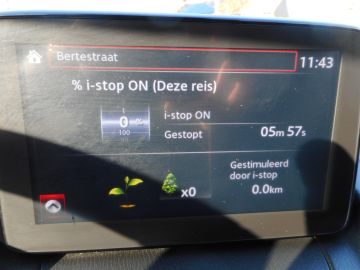 Bertestraat
11:43
% i-stop ON (Deze reis)
1
0 %
100
i-stop ON
Gestopt 05m 57s
Gestimuleerd
door i-stop
x0
0.0km